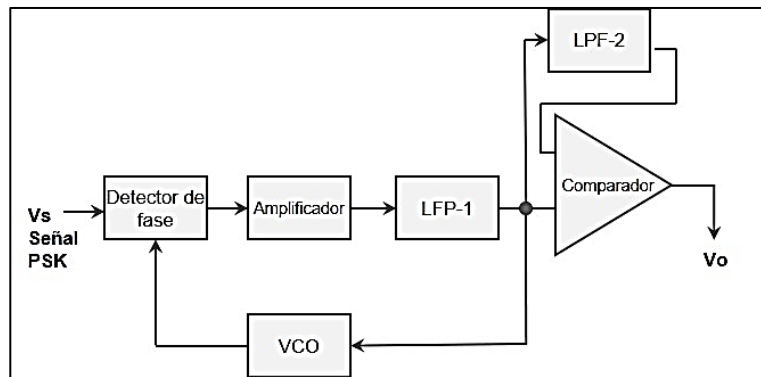 LPF-2
Comparador
Detector de
fase
Amplificador
LFP-1
Vs
Señal
PSK
Vo
VCO